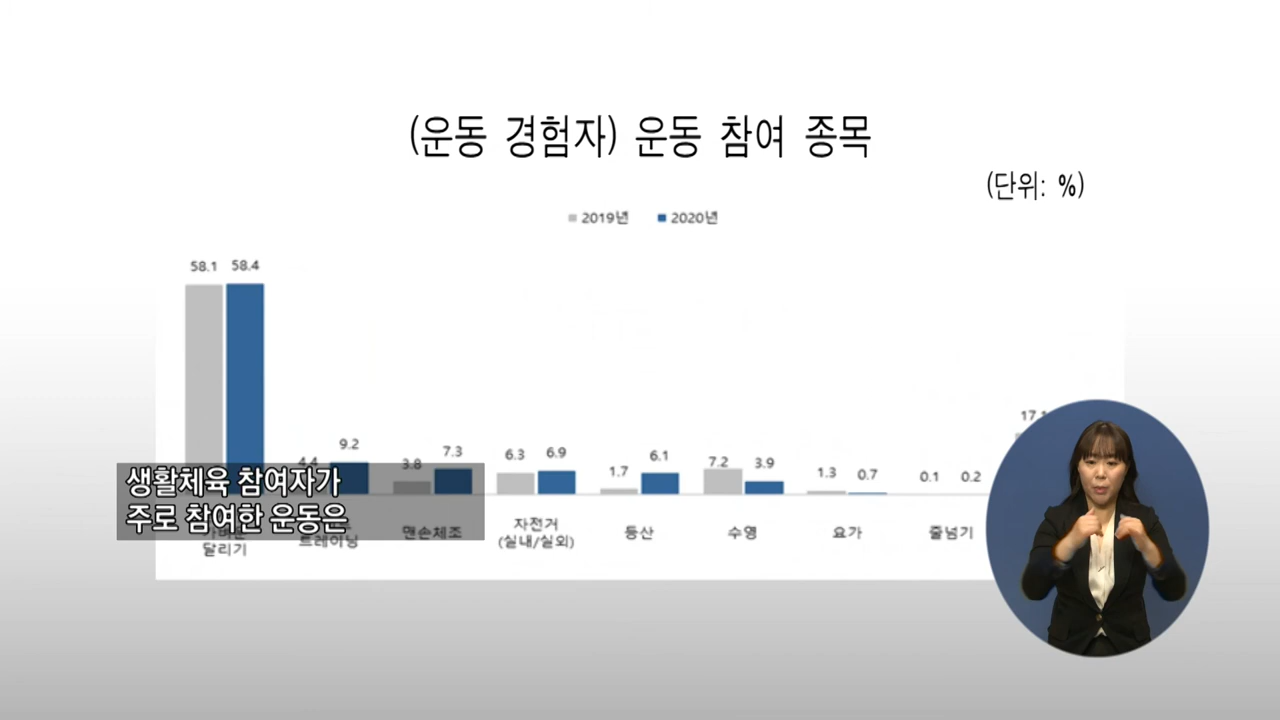 (운동 경험자) 운동 참여 종목
(단위: %)
2019년 2020년
58.1 58.4
4.4 9.2
3.8 7.3
6.3 6.9
1.7 6.1
7.2 3.9
1.3 0.7
0.1 0.2
생활체육 참여자가
주로 참여한 운동은
달리기
트레이닝
맨손체조
자전거
(실내/실외)
등산
수영
요가
줄넘기